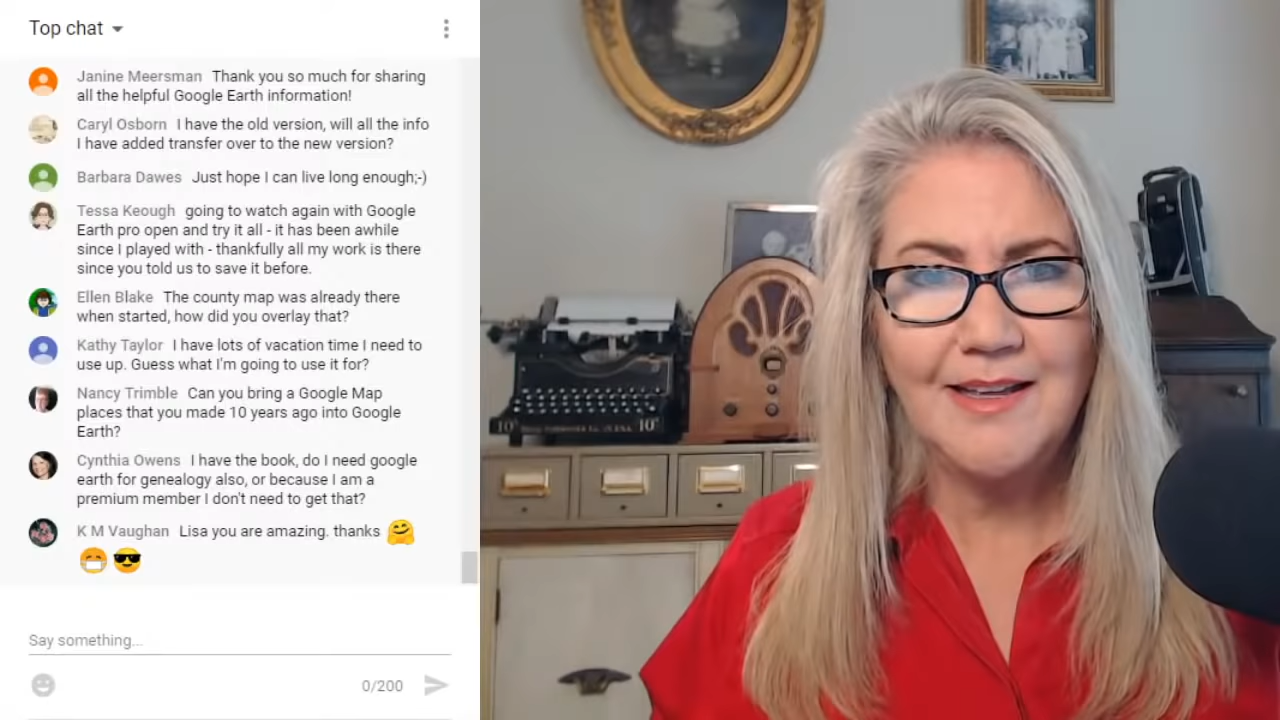 Top chat
Janine Meersman Thank you so much for sharing
all the helpful Google Earth information!
Caryl Osborn I have the old version, will all the info
I have added transfer over to the new version?
Barbara Dawes Just hope I can live long enough;-)
Tessa Keough going to watch again with Google
Earth pro open and try it all - it has been awhile
since I played with - thankfully all my work is there
since you told us to save it before.
Ellen Blake The county map was already there
when started, how did you overlay that?
Kathy Taylor I have lots of vacation time I need to
use up. Guess what I'm going to use it for?
Nancy Trimble Can you bring a Google Map
places that you made 10 years ago into Google
Earth?
Cynthia Owens I have the book, do I need google
earth for genealogy also, or because I am a
premium member I don't need to get that?
K M Vaughan Lisa you are amazing. thanks 🤗
😷😎
Say something...
0/200
10 10